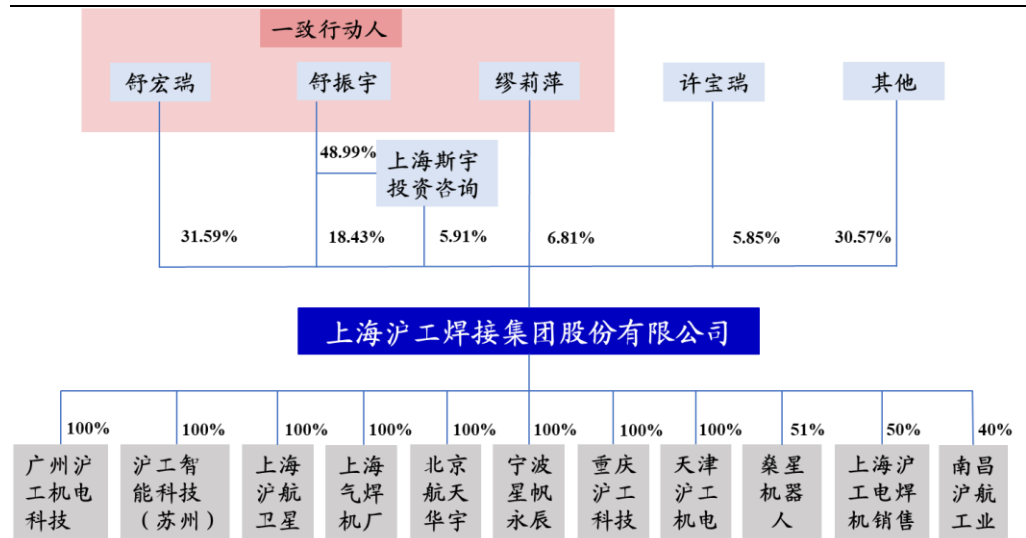 一致行动人
舒宏瑞
舒振宇
缪莉萍
许宝瑞
其他
48.99%
上海斯宇
投资咨询
31.59%
18.43%
5.91%
6.81%
5.85%
30.57%
上海沪工焊接集团股份有限公司
100%
100%
100%
100%
100%
100%
100%
100%
51%
50%
40%
广州沪
工机电
科技
沪工智
能科技
（苏州）
上海
沪航
卫星
上海
气焊
机厂
北京
航天
华宇
宁波
星帆
永辰
重庆
沪工
科技
天津
沪工
机电
燊星
机器
人
上海沪
工电焊
机销售
南昌
沪航
工业